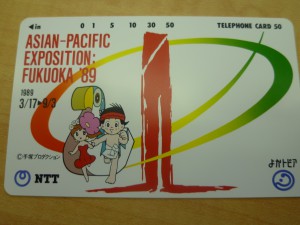 ◀in 0 1 5 10 30 50 TELEPHONE CARD 50
ASIAN-PACIFIC
EXPOSITION:
FUKUOKA '89
1989
3/17▶9/3
©手塚プロダクション
NTT
よかトピア